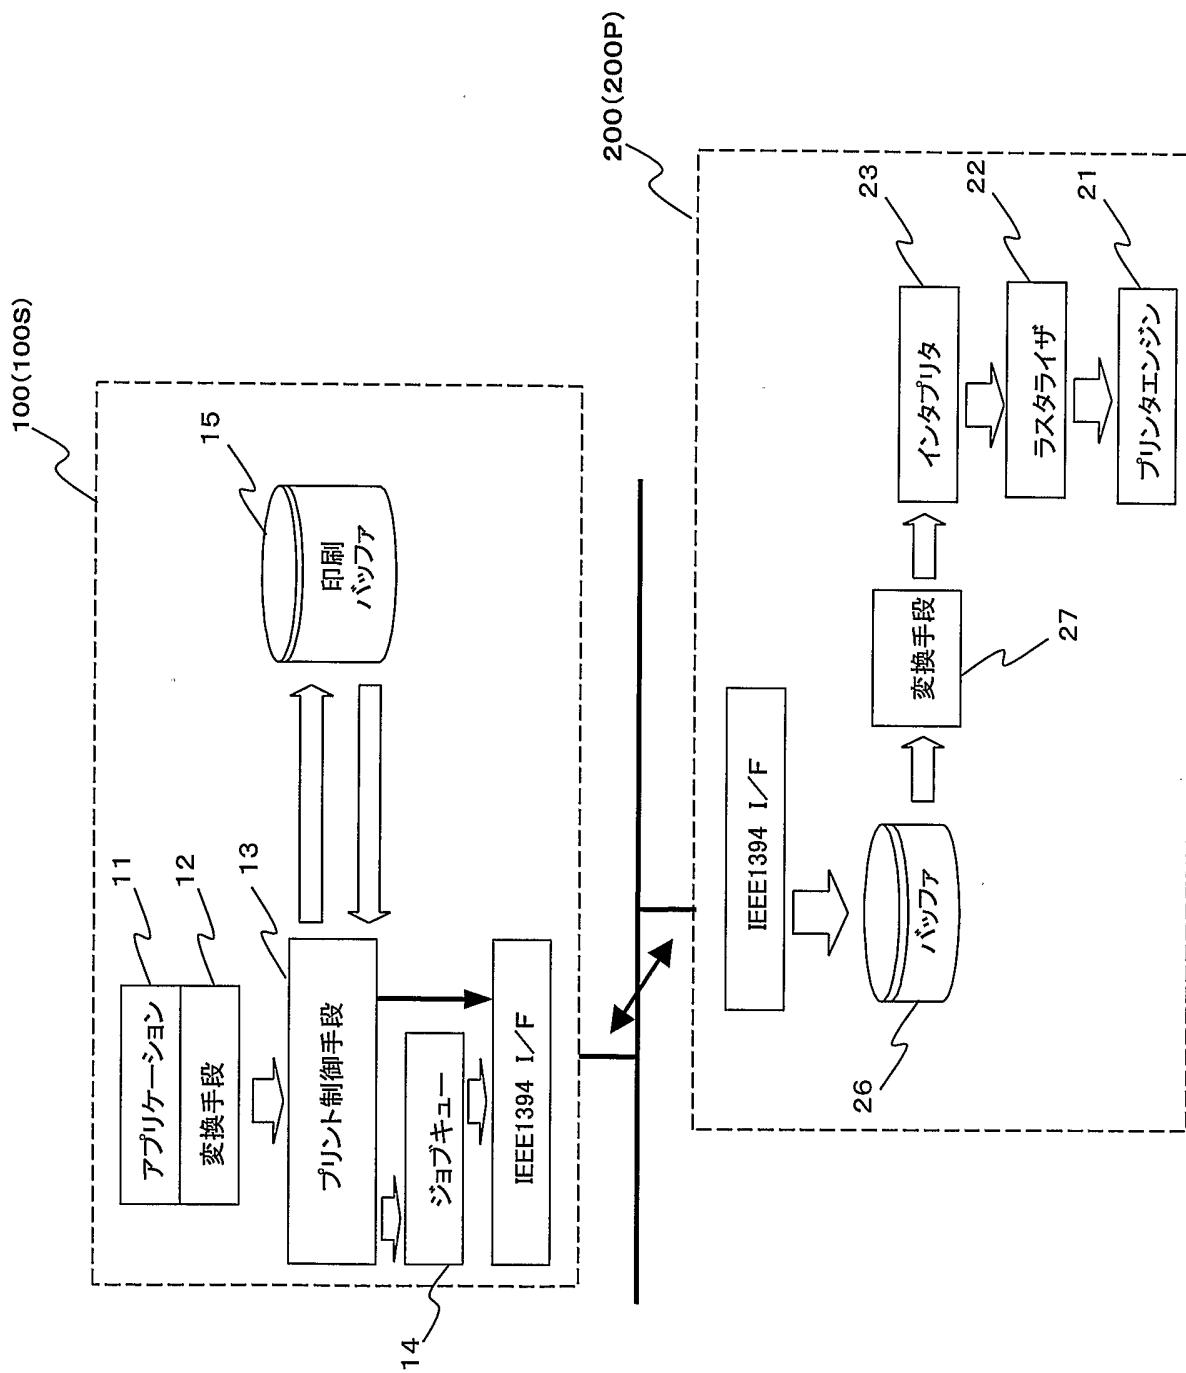 100(100S)
11
アプリケーション
12
変換手段
13
プリント制御手段
15
印刷
バッファ
14
ジョブキュー
IEEE1394 I/F
200(200P)
IEEE1394 I/F
26
バッファ
変換手段
27
インタプリタ
23
ラスタライザ
22
プリンタエンジン
21